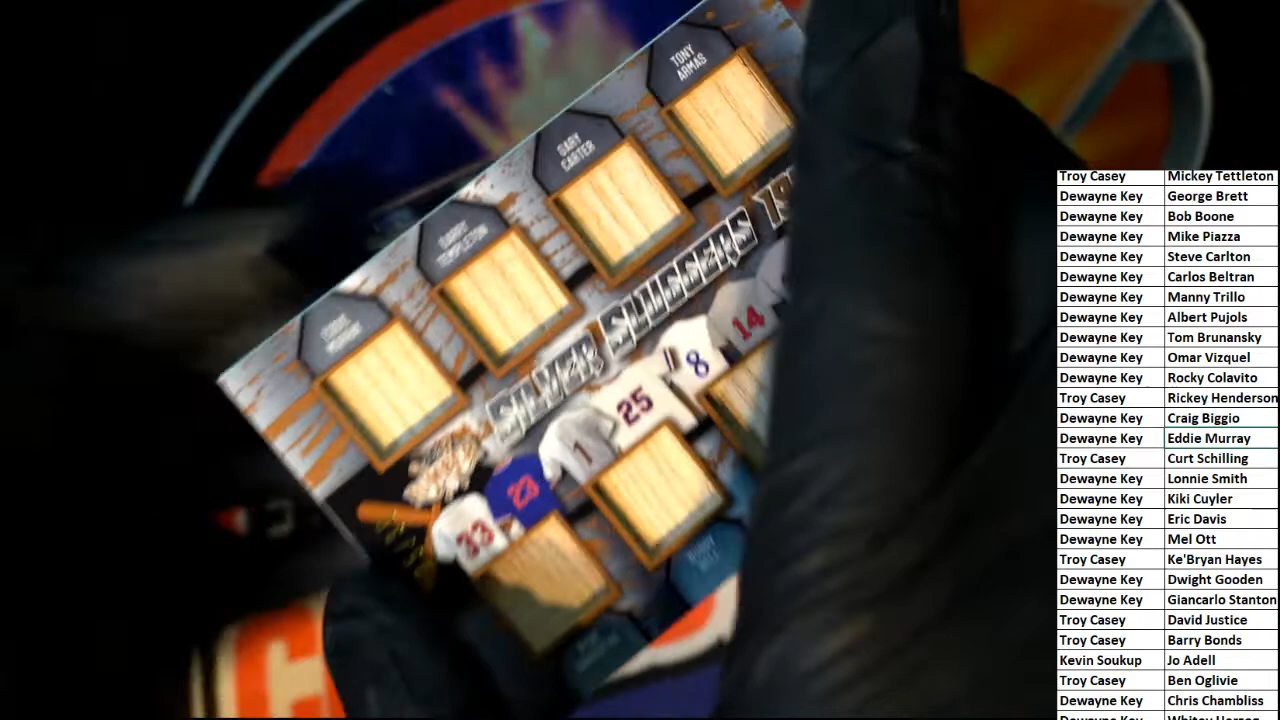 TONY
ARMAS
GARY
CARTER
SILVER SLUGGERS 19
14
8
25
1
23
33
Troy Casey Mickey Tettleton
Dewayne Key George Brett
Dewayne Key Bob Boone
Dewayne Key Mike Piazza
Dewayne Key Steve Carlton
Dewayne Key Carlos Beltran
Dewayne Key Manny Trillo
Dewayne Key Albert Pujols
Dewayne Key Tom Brunansky
Dewayne Key Omar Vizquel
Dewayne Key Rocky Colavito
Troy Casey Rickey Henderson
Dewayne Key Craig Biggio
Dewayne Key Eddie Murray
Troy Casey Curt Schilling
Dewayne Key Lonnie Smith
Dewayne Key Kiki Cuyler
Dewayne Key Eric Davis
Dewayne Key Mel Ott
Troy Casey Ke'Bryan Hayes
Dewayne Key Dwight Gooden
Dewayne Key Giancarlo Stanton
Troy Casey David Justice
Troy Casey Barry Bonds
Kevin Soukup Jo Adell
Troy Casey Ben Oglivie
Dewayne Key Chris Chambliss